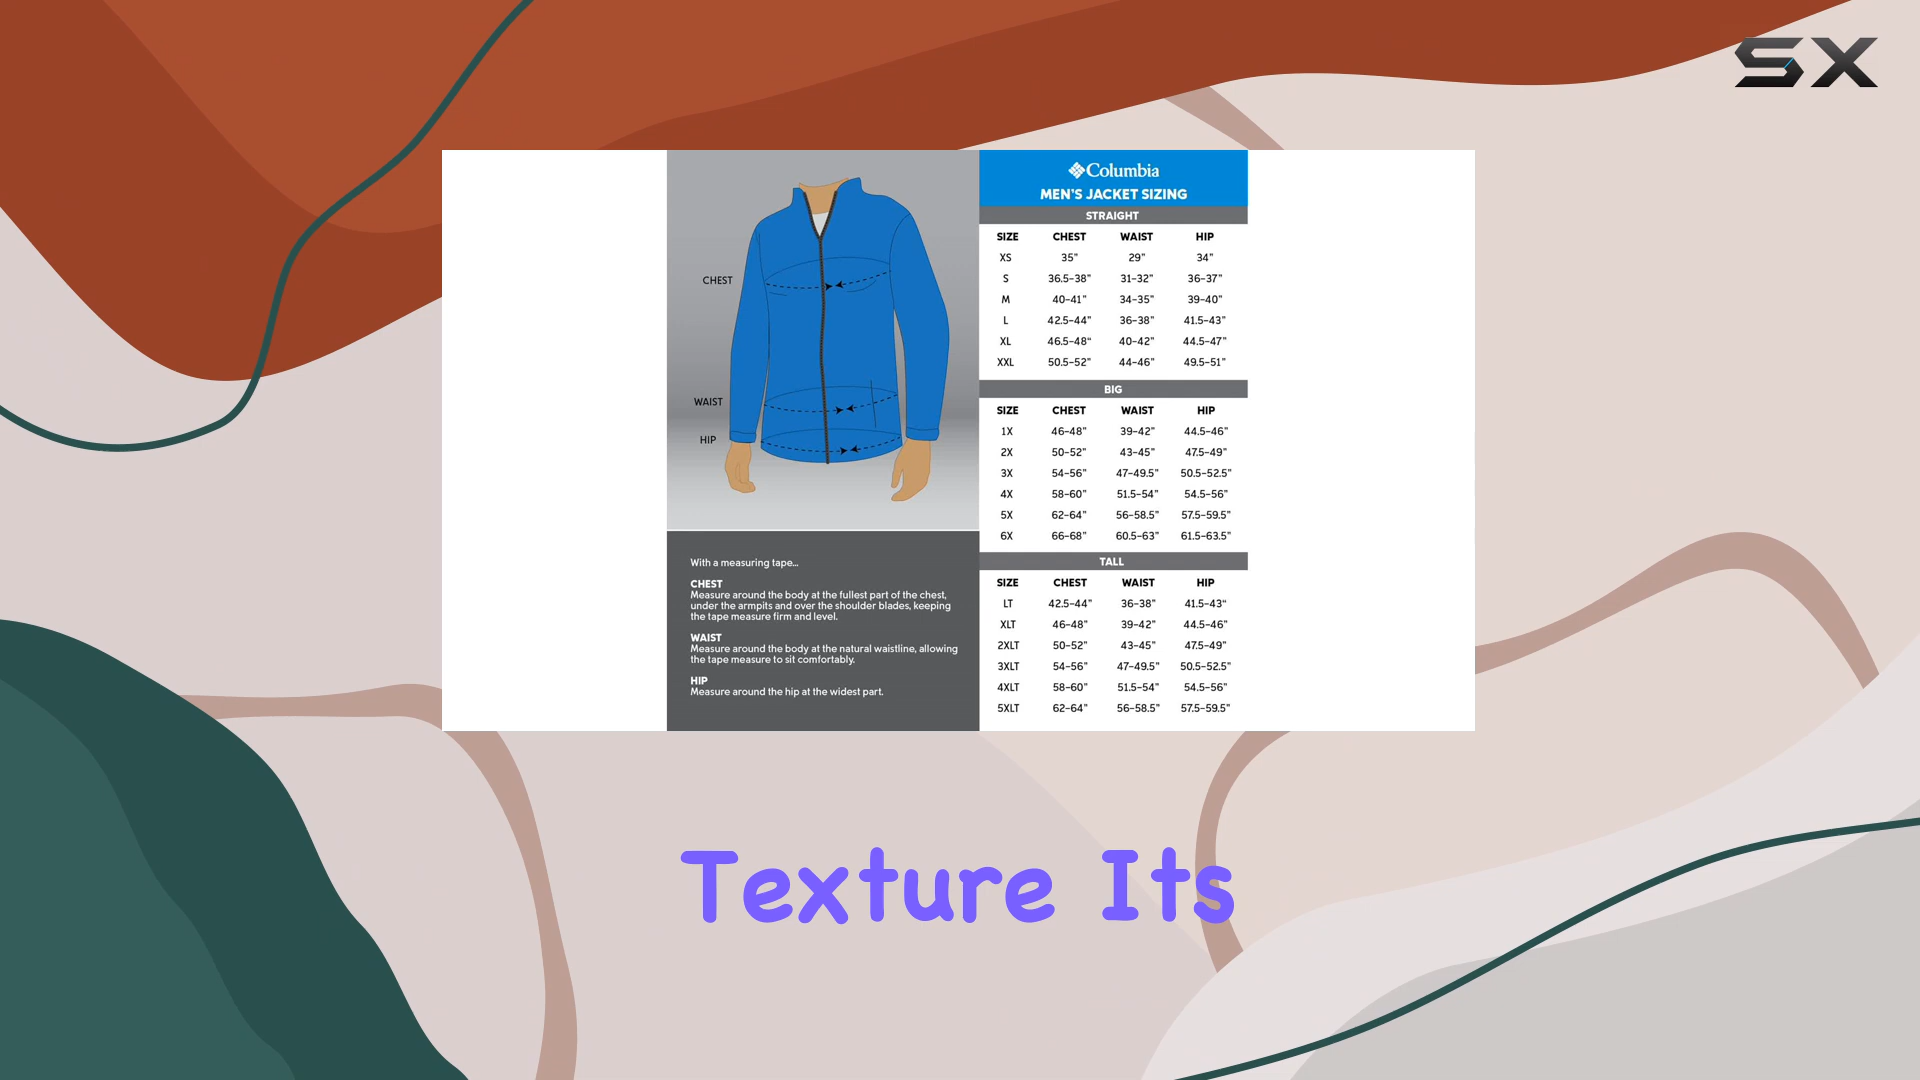 SX
Columbia
MEN'S JACKET SIZING
STRAIGHT
SIZE CHEST WAIST HIP
XS 35" 29" 34"
S 36.5-38" 31-32" 36-37"
M 40-41" 34-35" 39-40"
L 42.5-44" 36-38" 41.5-43"
XL 46.5-48" 40-42" 44.5-47"
XXL 50.5-52" 44-46" 49.5-51"
BIG
SIZE CHEST WAIST HIP
1X 46-48" 39-42" 44.5-46"
2X 50-52" 43-45" 47.5-49"
3X 54-56" 47-49.5" 50.5-52.5"
4X 58-60" 51.5-54" 54.5-56"
5X 62-64" 56-58.5" 57.5-59.5"
6X 66-68" 60.5-63" 61.5-63.5"
TALL
SIZE CHEST WAIST HIP
LT 42.5-44" 36-38" 41.5-43"
XLT 46-48" 39-42" 44.5-46"
2XLT 50-52" 43-45" 47.5-49"
3XLT 54-56" 47-49.5" 50.5-52.5"
4XLT 58-60" 51.5-54" 54.5-56"
5XLT 62-64" 56-58.5" 57.5-59.5"
CHEST
WAIST
HIP
With a measuring tape...
CHEST
Measure around the body at the fullest part of the chest,
under the armpits and over the shoulder blades, keeping
the tape measure firm and level.
WAIST
Measure around the body at the natural waistline, allowing
the tape measure to sit comfortably.
HIP
Measure around the hip at the widest part.
Texture Its